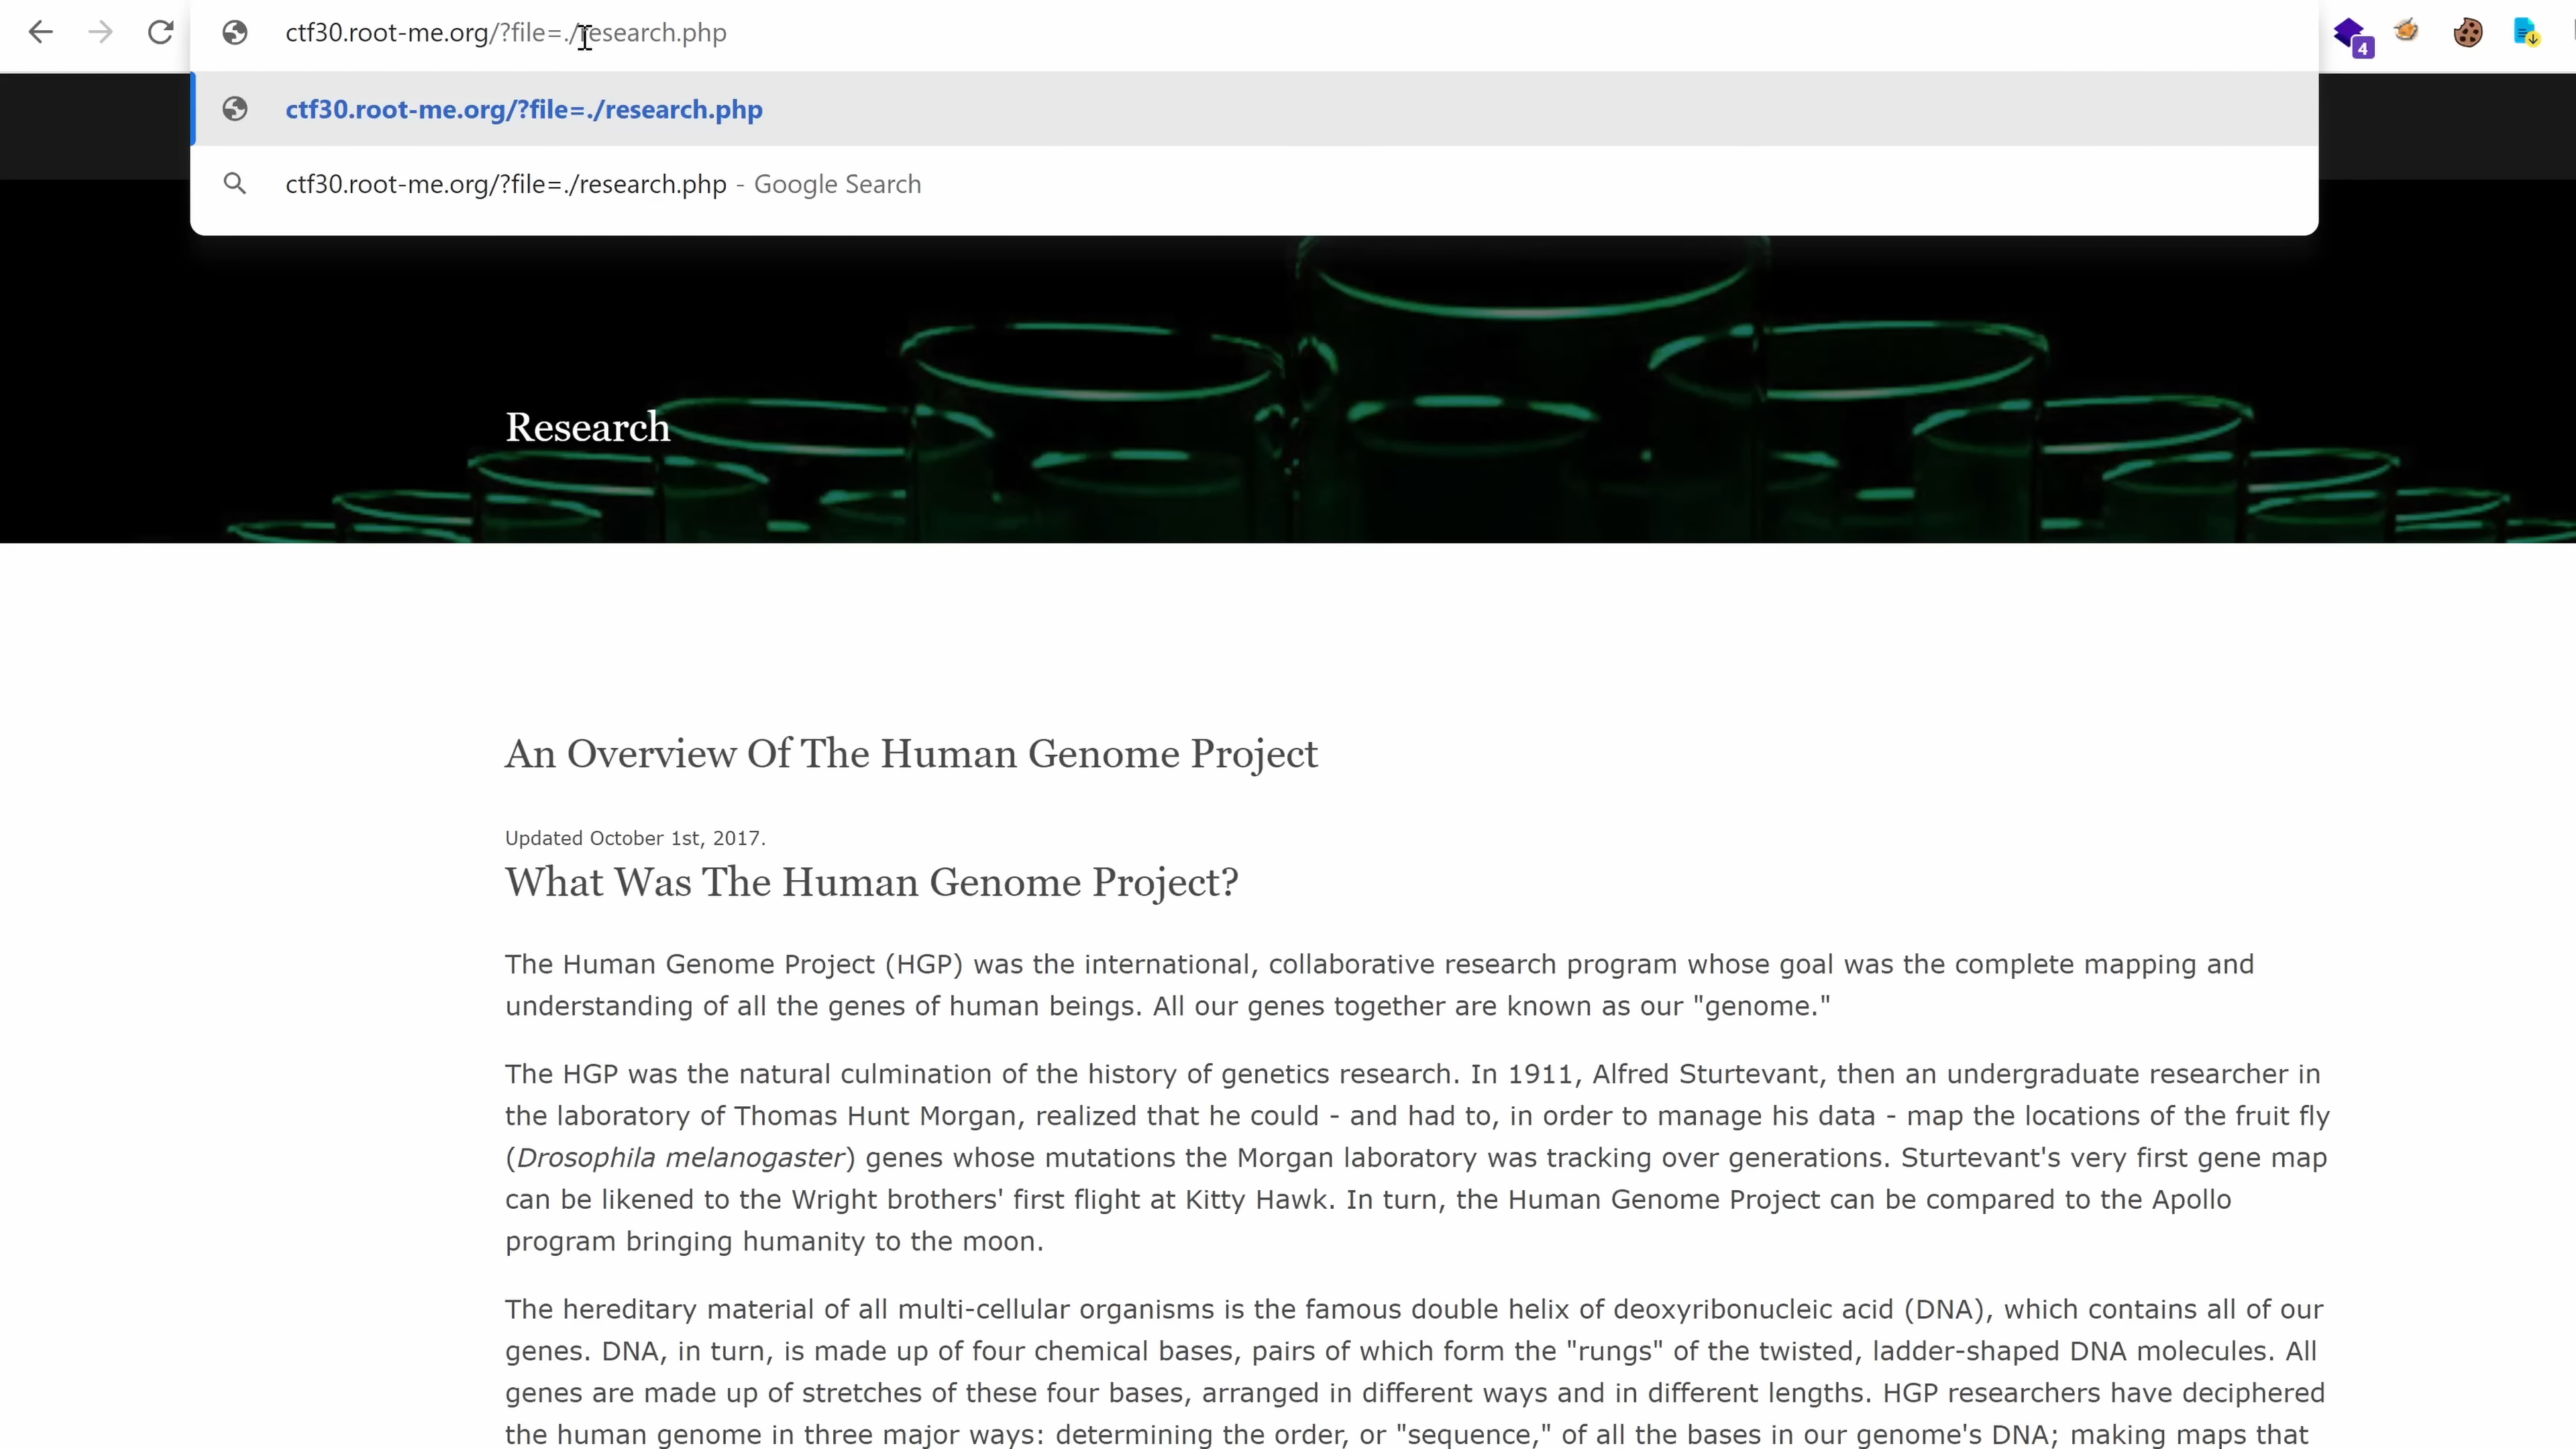 ctf30.root-me.org/?file=./research.php
ctf30.root-me.org/?file=./research.php
ctf30.root-me.org/?file=./research.php - Google Search
4
Research
An Overview Of The Human Genome Project
Updated October 1st, 2017.
What Was The Human Genome Project?
The Human Genome Project (HGP) was the international, collaborative research program whose goal was the complete mapping and
understanding of all the genes of human beings. All our genes together are known as our "genome."
The HGP was the natural culmination of the history of genetics research. In 1911, Alfred Sturtevant, then an undergraduate researcher in
the laboratory of Thomas Hunt Morgan, realized that he could - and had to, in order to manage his data - map the locations of the fruit fly
(Drosophila melanogaster) genes whose mutations the Morgan laboratory was tracking over generations. Sturtevant's very first gene map
can be likened to the Wright brothers' first flight at Kitty Hawk. In turn, the Human Genome Project can be compared to the Apollo
program bringing humanity to the moon.
The hereditary material of all multi-cellular organisms is the famous double helix of deoxyribonucleic acid (DNA), which contains all of our
genes. DNA, in turn, is made up of four chemical bases, pairs of which form the "rungs" of the twisted, ladder-shaped DNA molecules. All
genes are made up of stretches of these four bases, arranged in different ways and in different lengths. HGP researchers have deciphered
the human genome in three major ways: determining the order, or "sequence," of all the bases in our genome's DNA; making maps that